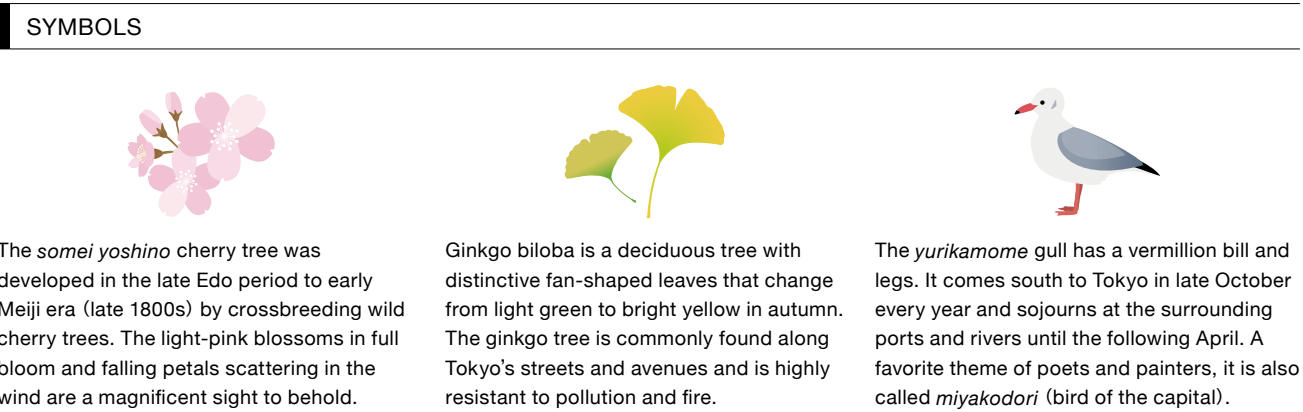 SYMBOLS
The somei yoshino cherry tree was
developed in the late Edo period to early
Meiji era (late 1800s) by crossbreeding wild
cherry trees. The light-pink blossoms in full
bloom and falling petals scattering in the
wind are a magnificent sight to behold.
Ginkgo biloba is a deciduous tree with
distinctive fan-shaped leaves that change
from light green to bright yellow in autumn.
The ginkgo tree is commonly found along
Tokyo’s streets and avenues and is highly
resistant to pollution and fire.
The yurikamome gull has a vermillion bill and
legs. It comes south to Tokyo in late October
every year and sojourns at the surrounding
ports and rivers until the following April. A
favorite theme of poets and painters, it is also
called miyakodori (bird of the capital).